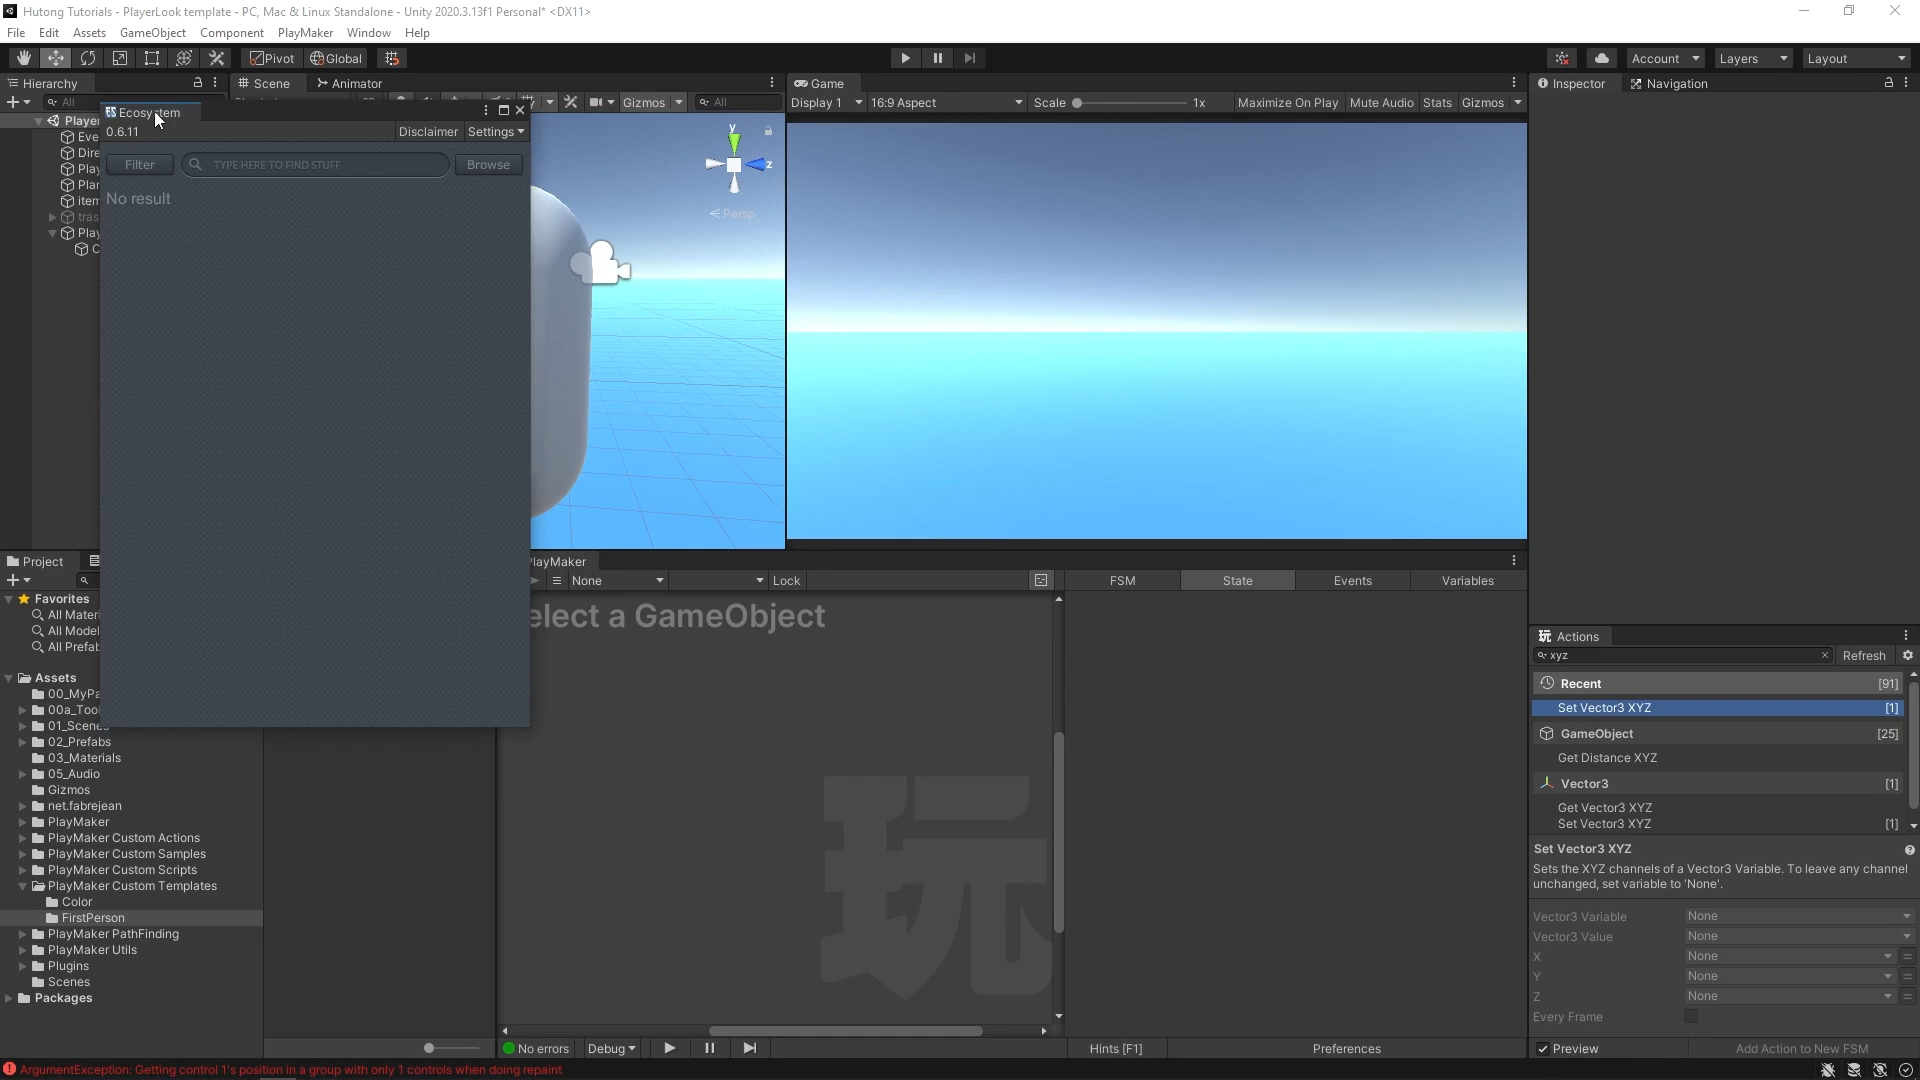 Hutong Tutorials - PlayerLook template - PC, Mac & Linux Standalone - Unity 2020.3.13f1 Personal* <DX11>
File Edit Assets GameObject Component PlayMaker Window Help
Pivot Global
Account Layers Layout
Hierarchy
Scene Animator
Game
Inspector Navigation
All
Gizmos
All
Display 1 16:9 Aspect Scale 1x Maximize On Play Mute Audio Stats Gizmos
Ecosystem
0.6.11 Disclaimer Settings
Filter TYPE HERE TO FIND STUFF Browse
No result
y
z
Persp
Project
PlayMaker
None Lock
FSM State Events Variables
elect a GameObject
玩
Favorites
All Materi
All Model
All Prefab
Assets
00_MyPa
00a_Tool
01_Scenes
02_Prefabs
03_Materials
05_Audio
Gizmos
net.fabrejean
PlayMaker
PlayMaker Custom Actions
PlayMaker Custom Samples
PlayMaker Custom Scripts
PlayMaker Custom Templates
Color
FirstPerson
PlayMaker PathFinding
PlayMaker Utils
Plugins
Scenes
Packages
Actions
xyz Refresh
Recent [91]
Set Vector3 XYZ [1]
GameObject [25]
Get Distance XYZ
Vector3 [1]
Get Vector3 XYZ
Set Vector3 XYZ [1]
Set Vector3 XYZ
Sets the XYZ channels of a Vector3 Variable. To leave any channel
unchanged, set variable to 'None'.
Vector3 Variable None
Vector3 Value None
X None
Y None
Z None
Every Frame
No errors Debug
Hints [F1] Preferences
Preview Add Action to New FSM
ArgumentException: Getting control 1's position in a group with only 1 controls when doing repaint